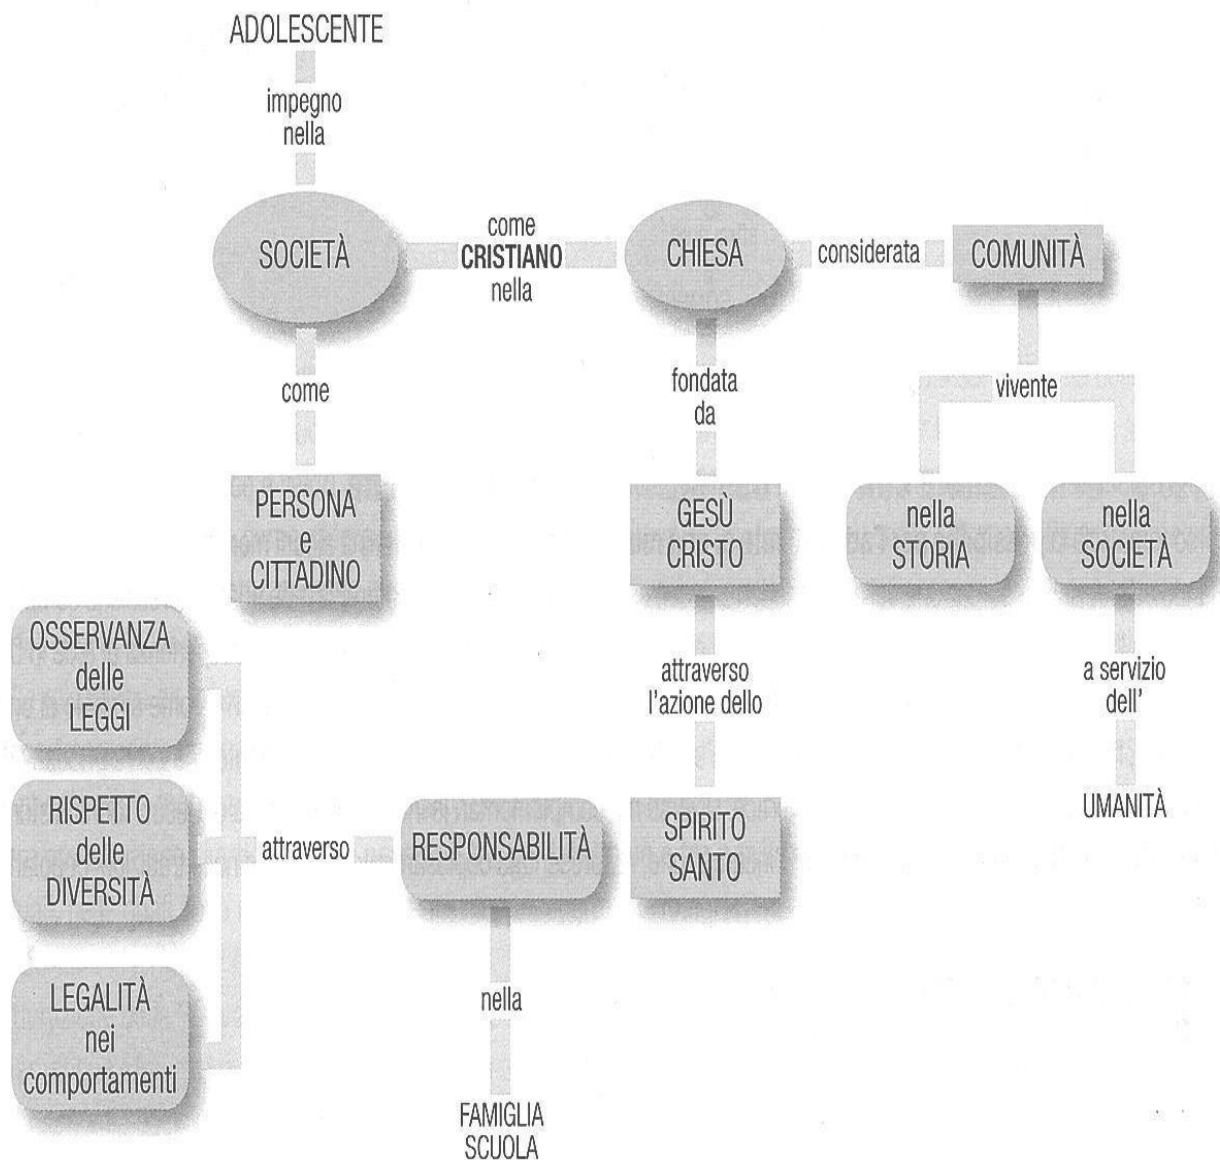 ADOLESCENTE
impegno
nella
SOCIETÀ
come
CRISTIANO
nella
CHIESA
considerata
COMUNITÀ
come
fondata
da
vivente
PERSONA
e
CITTADINO
GESÙ
CRISTO
nella
STORIA
nella
SOCIETÀ
OSSERVANZA
delle
LEGGI
attraverso
l'azione dello
a servizio
dell'
RISPETTO
delle
DIVERSITÀ
attraverso
RESPONSABILITÀ
SPIRITO
SANTO
UMANITÀ
LEGALITÀ
nei
comportamenti
nella
FAMIGLIA
SCUOLA